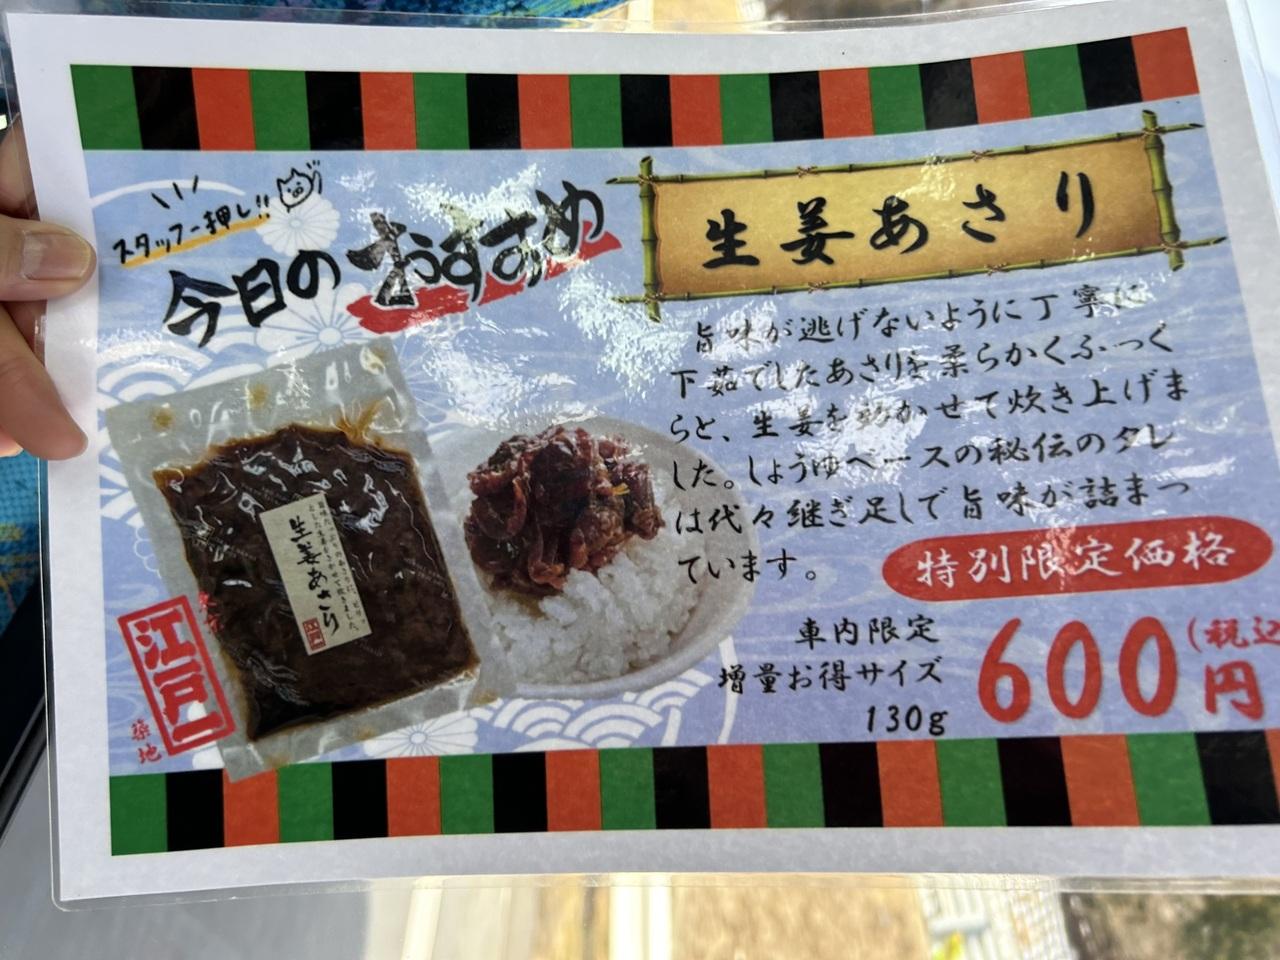 スタッフ一押し!!
今日のおすすめ
生姜あさり
旨味が逃げないように丁寧に
下茹でしたあさりを柔らかくふっく
らと、生姜を効かせて炊き上げま
した。しょうゆベースの秘伝のタレ
は代々継ぎ足しで旨味が詰まっ
ています。
特別限定価格
車内限定
増量お得サイズ
130g
600円
(税込
生姜あさり
江戸一
江戸一
築地